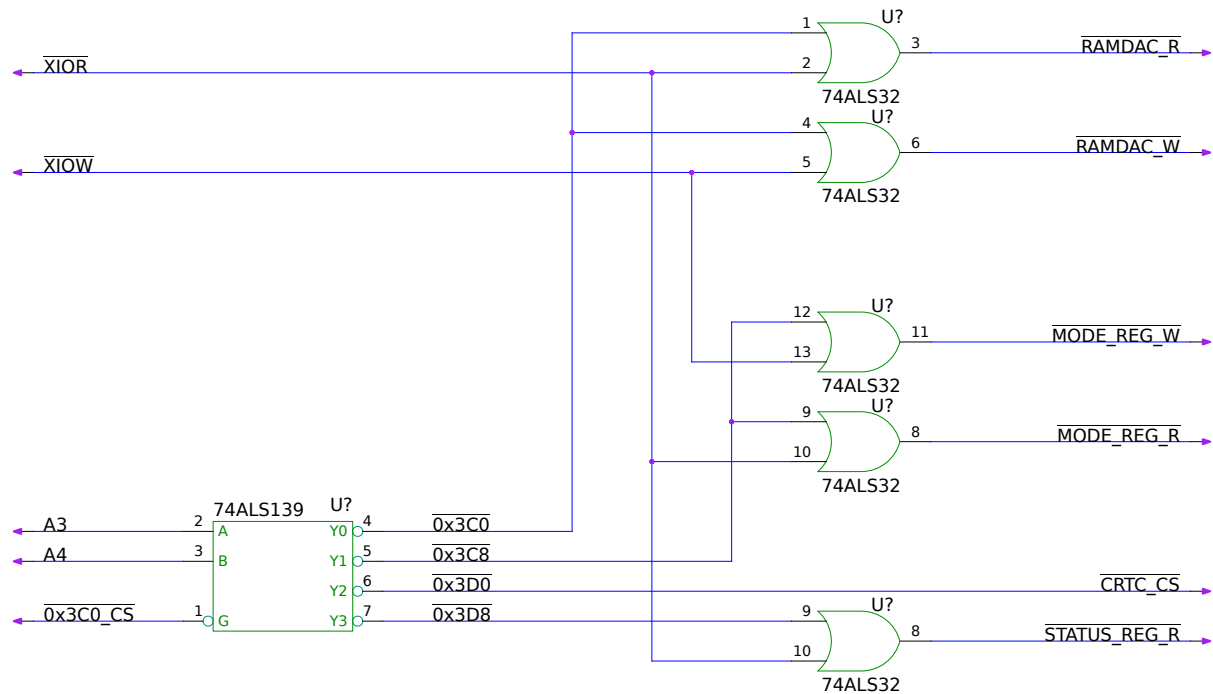 U?
1
3
RAMDAC_R
XIOR
2
74ALS32
U?
4
6
RAMDAC_W
XIOW
5
74ALS32
U?
12
11
MODE_REG_W
13
74ALS32
U?
9
8
MODE_REG_R
10
74ALS32
74ALS139 U?
A3 2 A Y0 4 0x3C0
A4 3 B Y1 5 0x3C8
Y2 6 0x3D0 CRTC_CS
0x3C0_CS 1 G Y3 7 0x3D8
U?
9
8
STATUS_REG_R
10
74ALS32